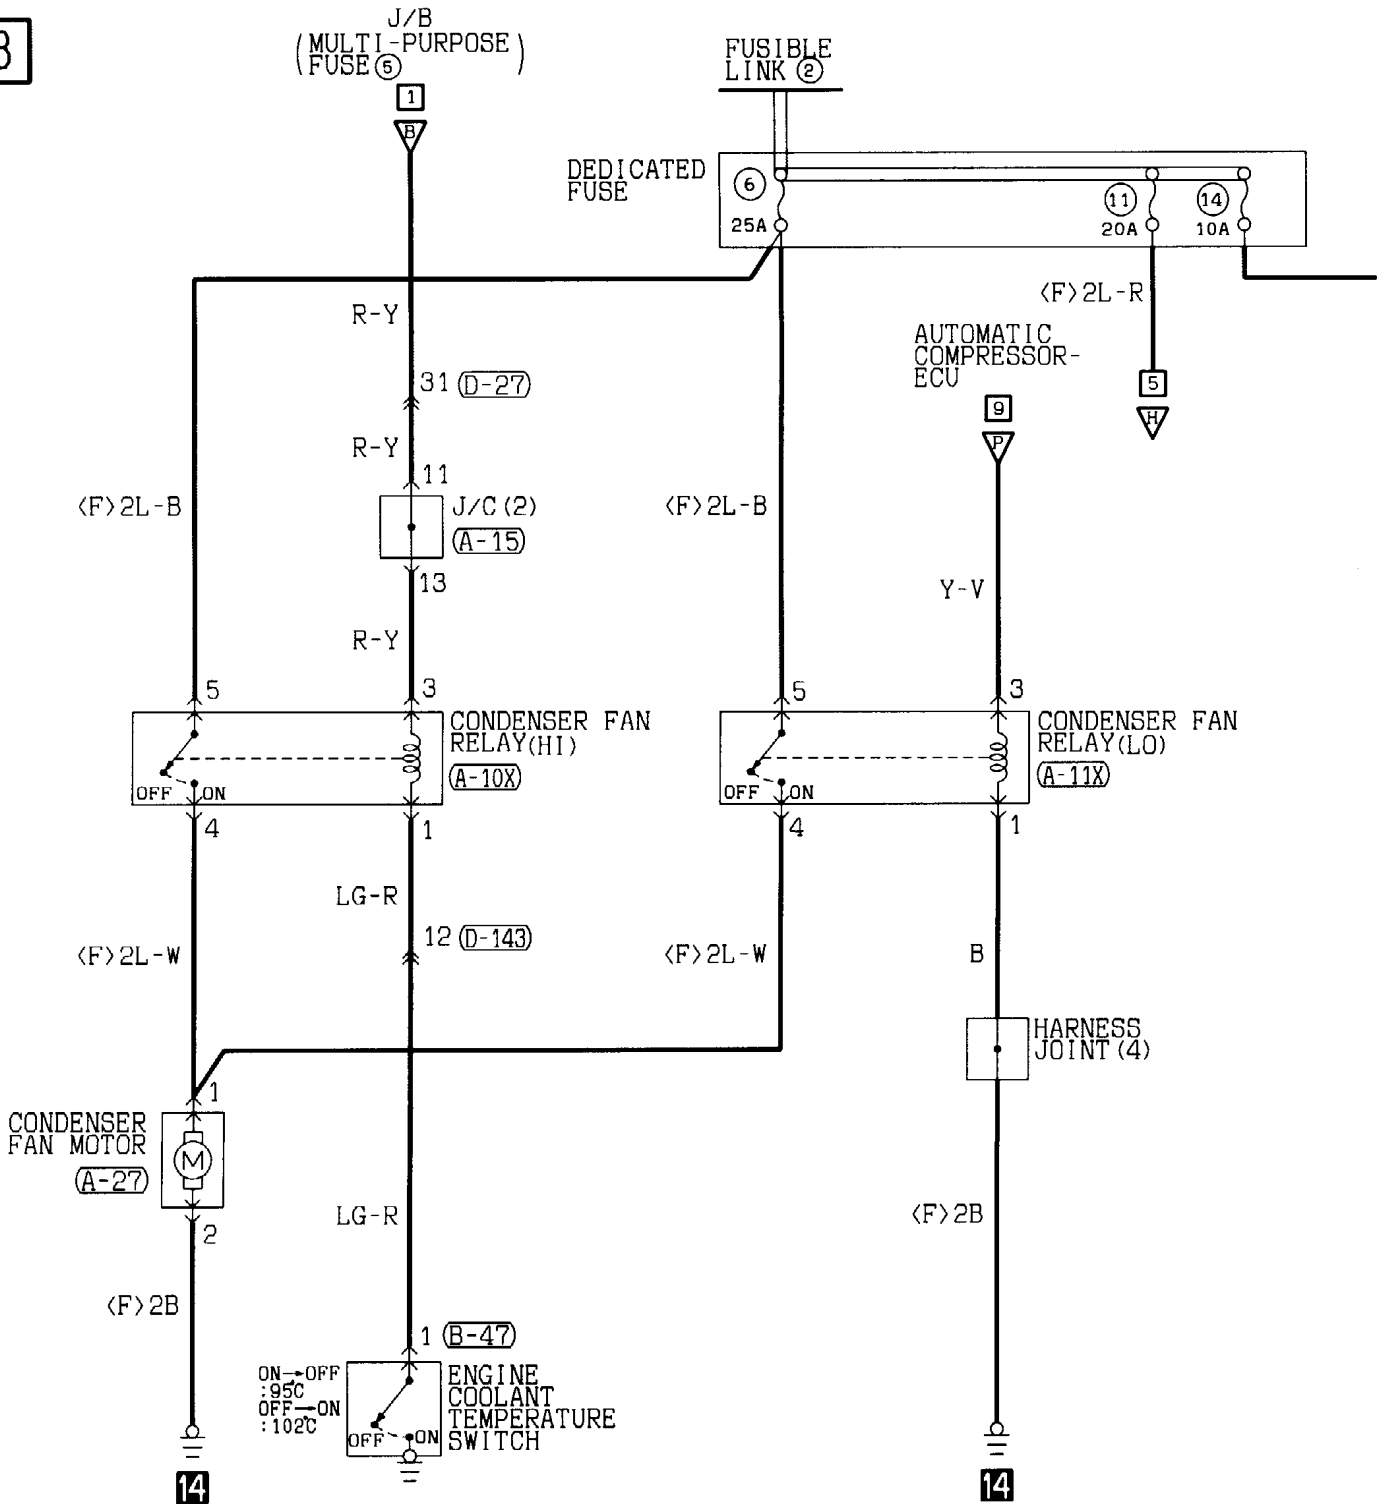 J/B
(MULTI-PURPOSE
FUSE⑤)
1
B
FUSIBLE
LINK ②
DEDICATED
FUSE
⑥
25A
⑪
20A
⑭
10A
R-Y
<F>2L-R
AUTOMATIC
COMPRESSOR-
ECU
31 (D-27)
5
H
9
P
R-Y
11
<F>2L-B
J/C(2)
(A-15)
<F>2L-B
13
Y-V
R-Y
5
3
CONDENSER FAN
RELAY(HI)
(A-10X)
OFF
ON
4
1
5
3
CONDENSER FAN
RELAY(LO)
(A-11X)
OFF
ON
4
1
LG-R
12 (D-143)
<F>2L-W
<F>2L-W
B
HARNESS
JOINT(4)
1
CONDENSER
FAN MOTOR
(A-27)
M
2
LG-R
<F>2B
<F>2B
1 (B-47)
ON→OFF
:95℃
OFF→ON
:102℃
OFF
ON
ENGINE
COOLANT
TEMPERATURE
SWITCH
14
14